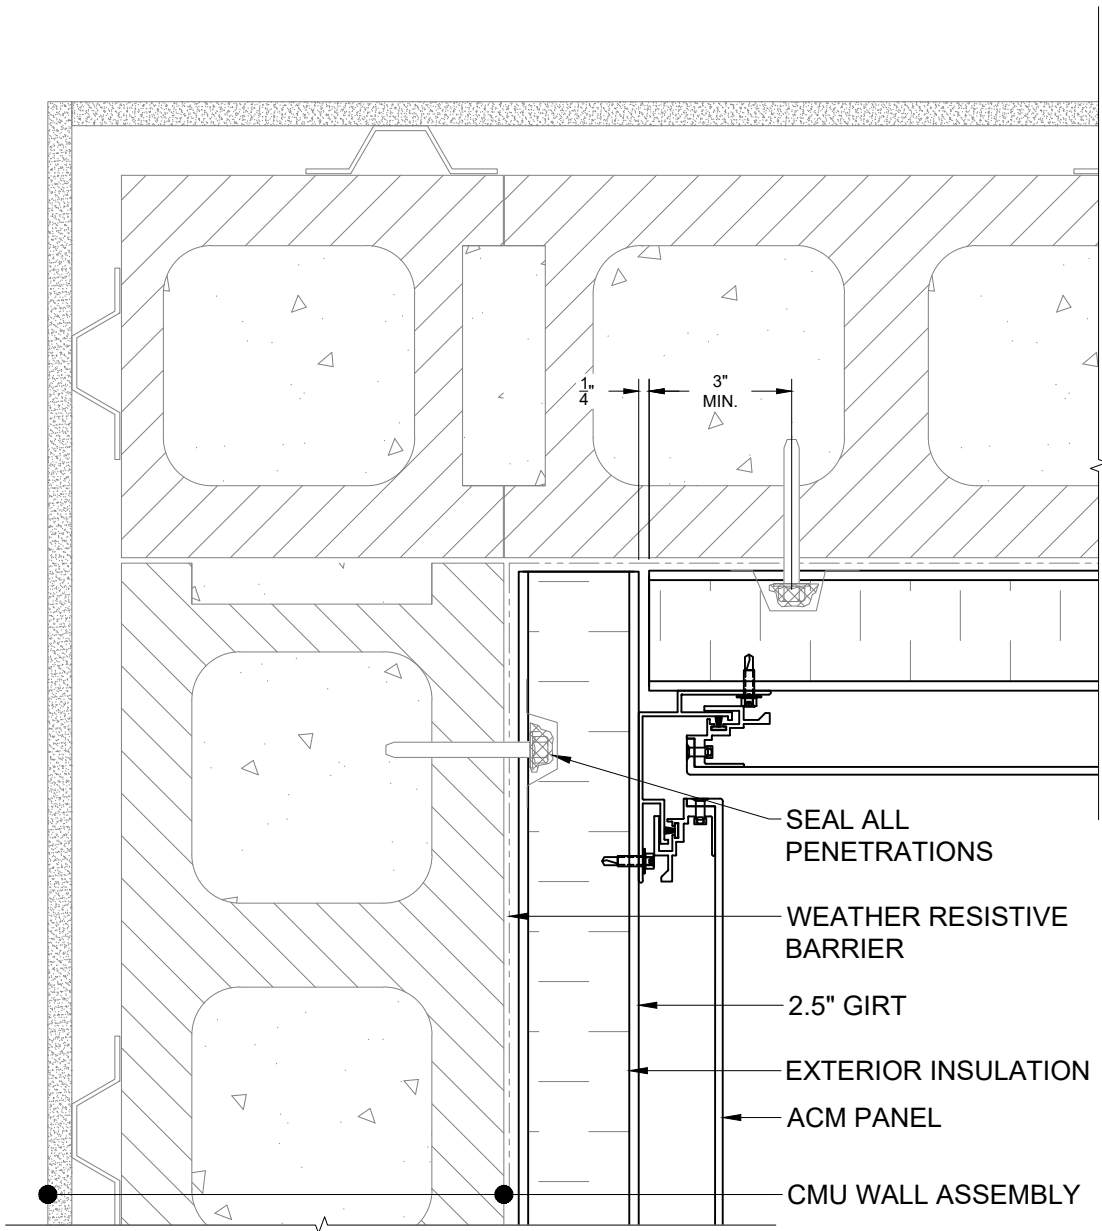 1/4"
3"
MIN.
SEAL ALL
PENETRATIONS
WEATHER RESISTIVE
BARRIER
2.5" GIRT
EXTERIOR INSULATION
ACM PANEL
CMU WALL ASSEMBLY